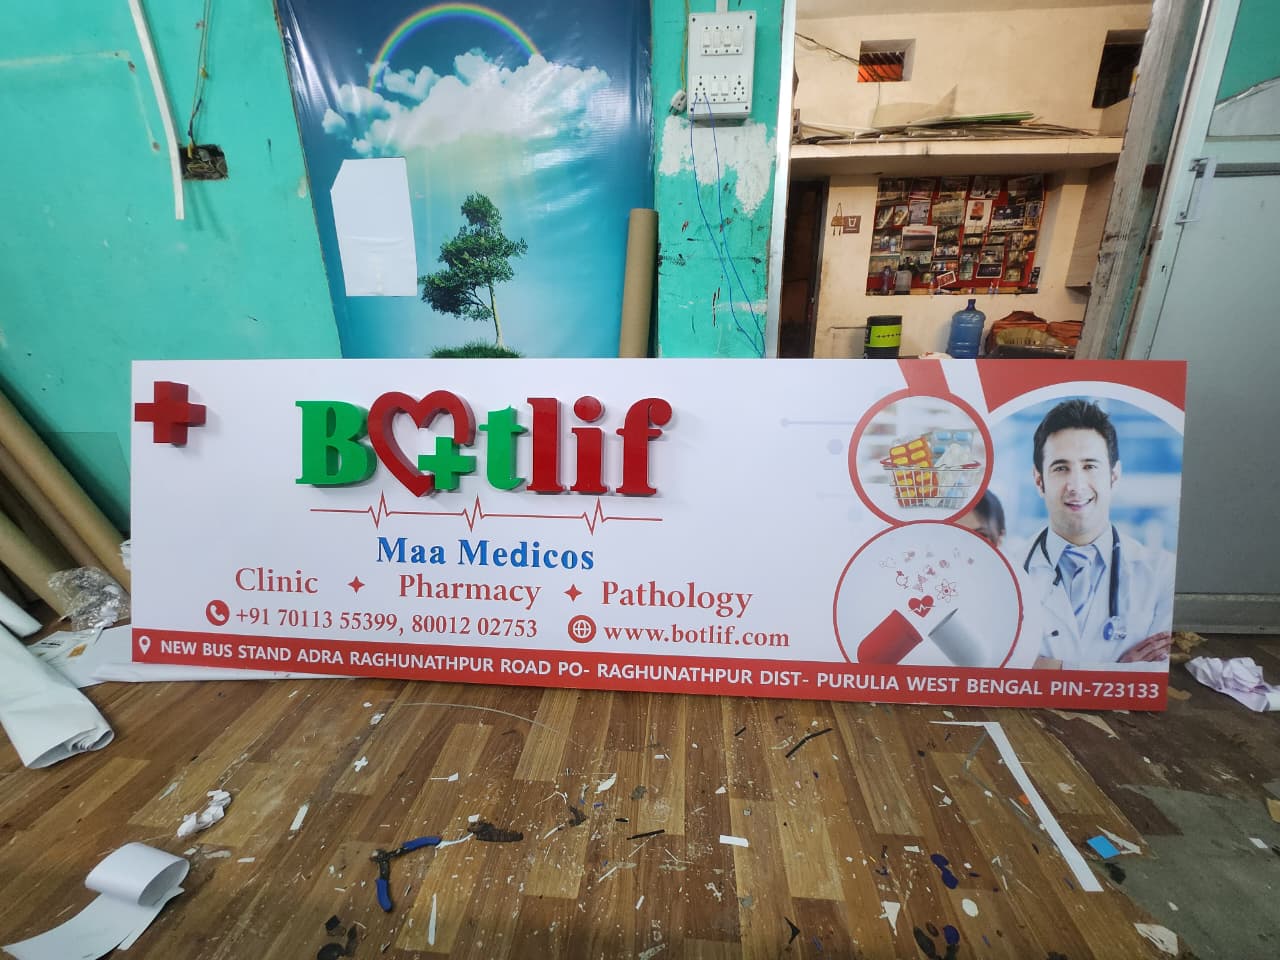 Botlif
Maa Medicos
Clinic ✦ Pharmacy ✦ Pathology
+91 70113 55399, 80012 02753 www.botlif.com
NEW BUS STAND ADRA RAGHUNATHPUR ROAD PO- RAGHUNATHPUR DIST- PURULIA WEST BENGAL PIN-723133